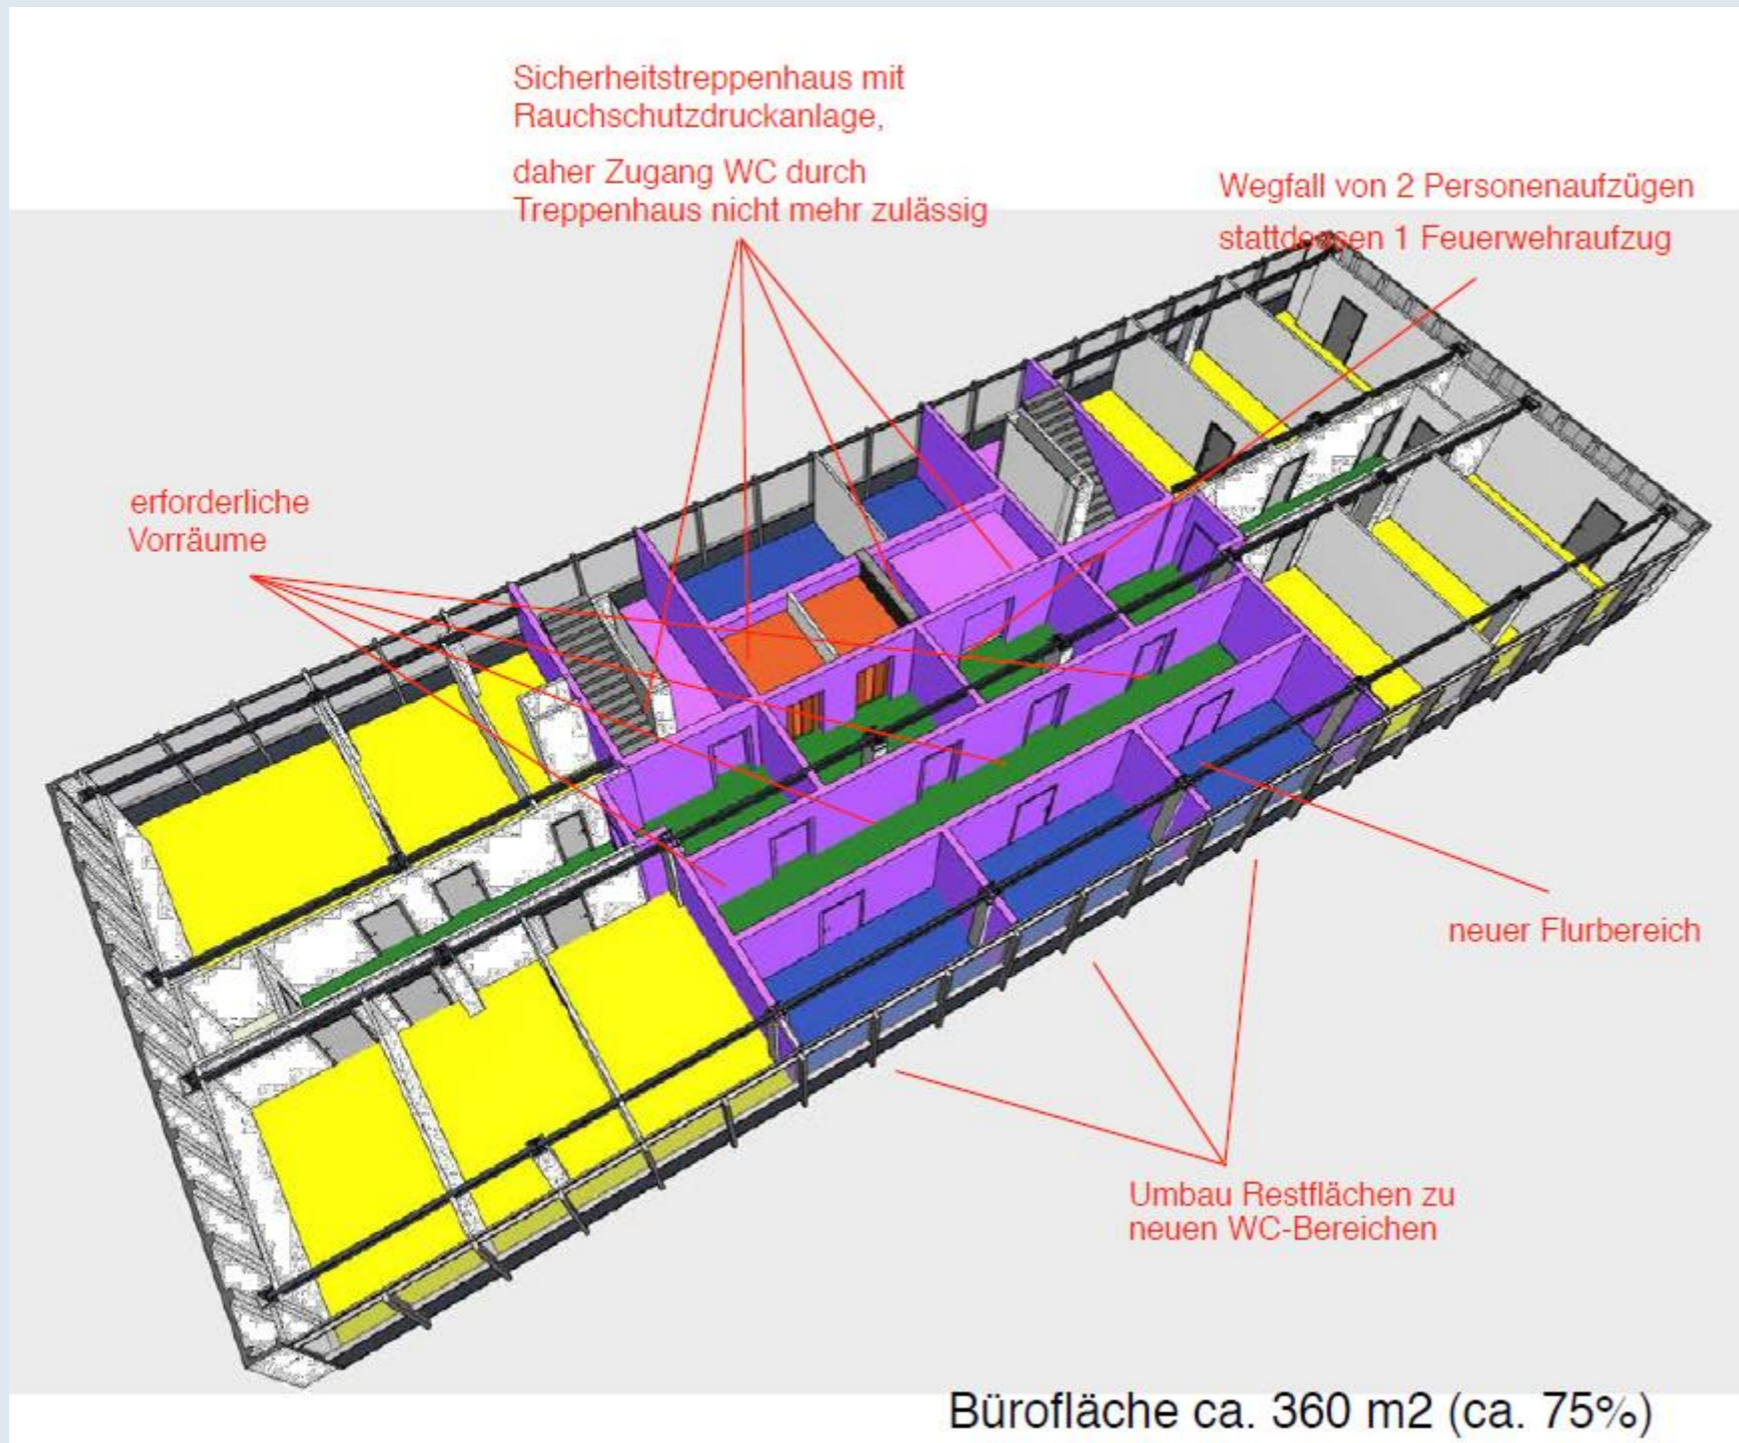 Sicherheitstreppenhaus mit
Rauchschutzdruckanlage,
daher Zugang WC durch
Treppenhaus nicht mehr zulässig
Wegfall von 2 Personenaufzügen
stattdessen 1 Feuerwehraufzug
erforderliche
Vorräume
neuer Flurbereich
Umbau Restflächen zu
neuen WC-Bereichen
Bürofläche ca. 360 m2 (ca. 75%)